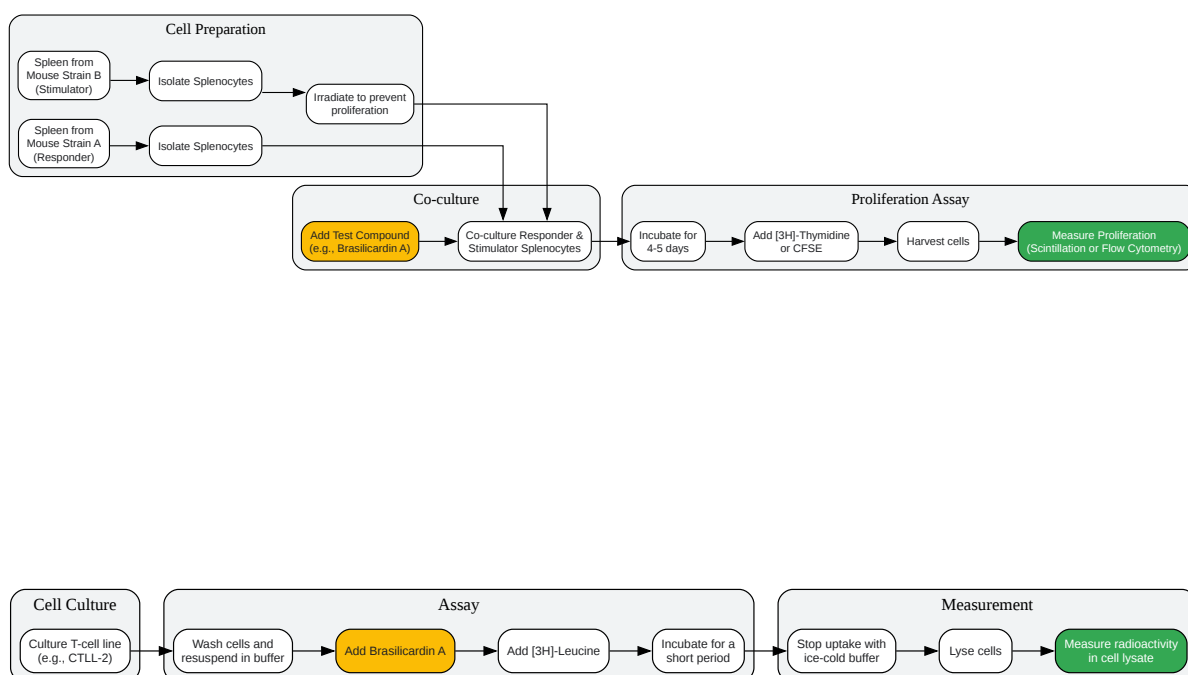 Cell Preparation
Spleen from
Mouse Strain B
(Stimulator)
Isolate Splenocytes
Irradiate to prevent
proliferation
Spleen from
Mouse Strain A
(Responder)
Isolate Splenocytes
Co-culture
Add Test Compound
(e.g., Brasilicardin A)
Co-culture Responder &
Stimulator Splenocytes
Proliferation Assay
Incubate for
4-5 days
Add [3H]-Thymidine
or CFSE
Harvest cells
Measure Proliferation
(Scintillation or Flow Cytometry)
Cell Culture
Culture T-cell line
(e.g., CTLL-2)
Assay
Wash cells and
resuspend in buffer
Add Brasilicardin A
Add [3H]-Leucine
Incubate for a
short period
Measurement
Stop uptake with
ice-cold buffer
Lyse cells
Measure radioactivity
in cell lysate